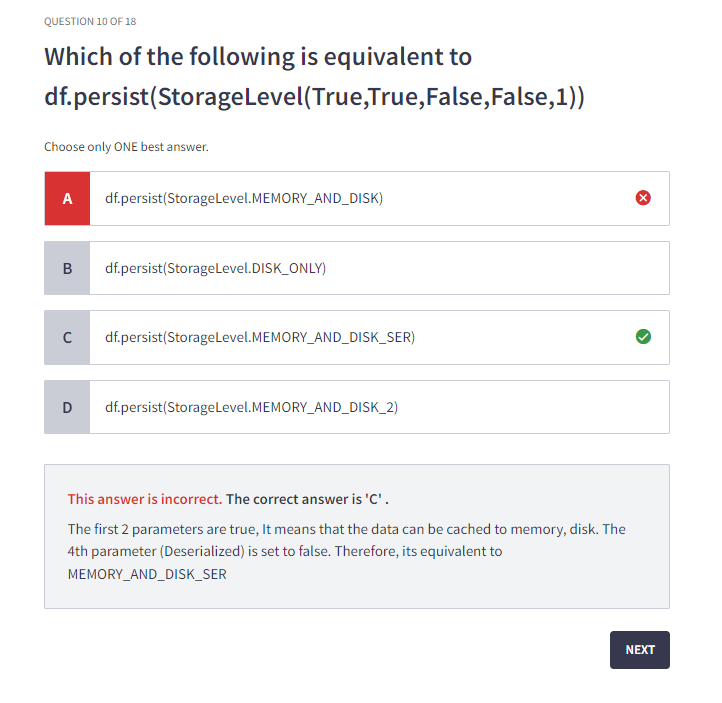 QUESTION 10 OF 18
Which of the following is equivalent to
df.persist(StorageLevel(True,True,False,False,1))
Choose only ONE best answer.
A df.persist(StorageLevel.MEMORY_AND_DISK)
B df.persist(StorageLevel.DISK_ONLY)
C df.persist(StorageLevel.MEMORY_AND_DISK_SER)
D df.persist(StorageLevel.MEMORY_AND_DISK_2)
This answer is incorrect. The correct answer is 'C' .
The first 2 parameters are true, It means that the data can be cached to memory, disk. The
4th parameter (Deserialized) is set to false. Therefore, its equivalent to
MEMORY_AND_DISK_SER
NEXT